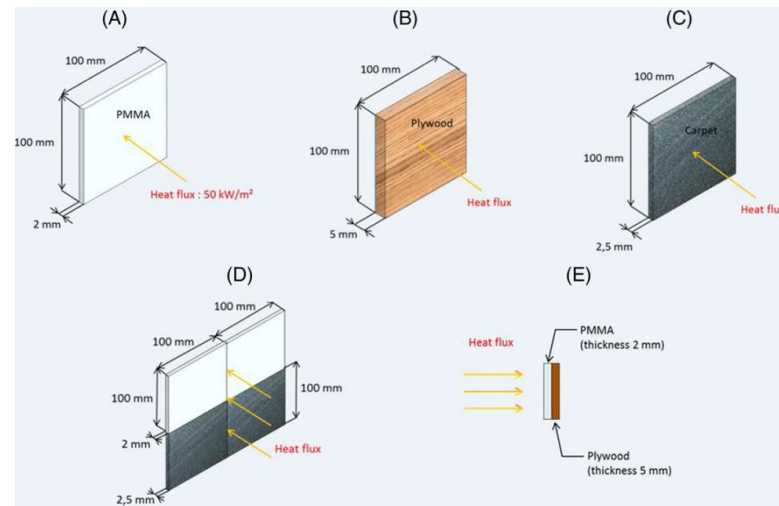 (A)
100 mm
100 mm
PMMA
Heat flux : 50 kW/m²
2 mm
(B)
100 mm
100 mm
Plywood
Heat flux
5 mm
(C)
100 mm
100 mm
Carpet
Heat flu
2,5 mm
(D)
100 mm
100 mm
100 mm
100 mm
2 mm
Heat flux
2,5 mm
(E)
Heat flux
PMMA
(thickness 2 mm)
Plywood
(thickness 5 mm)